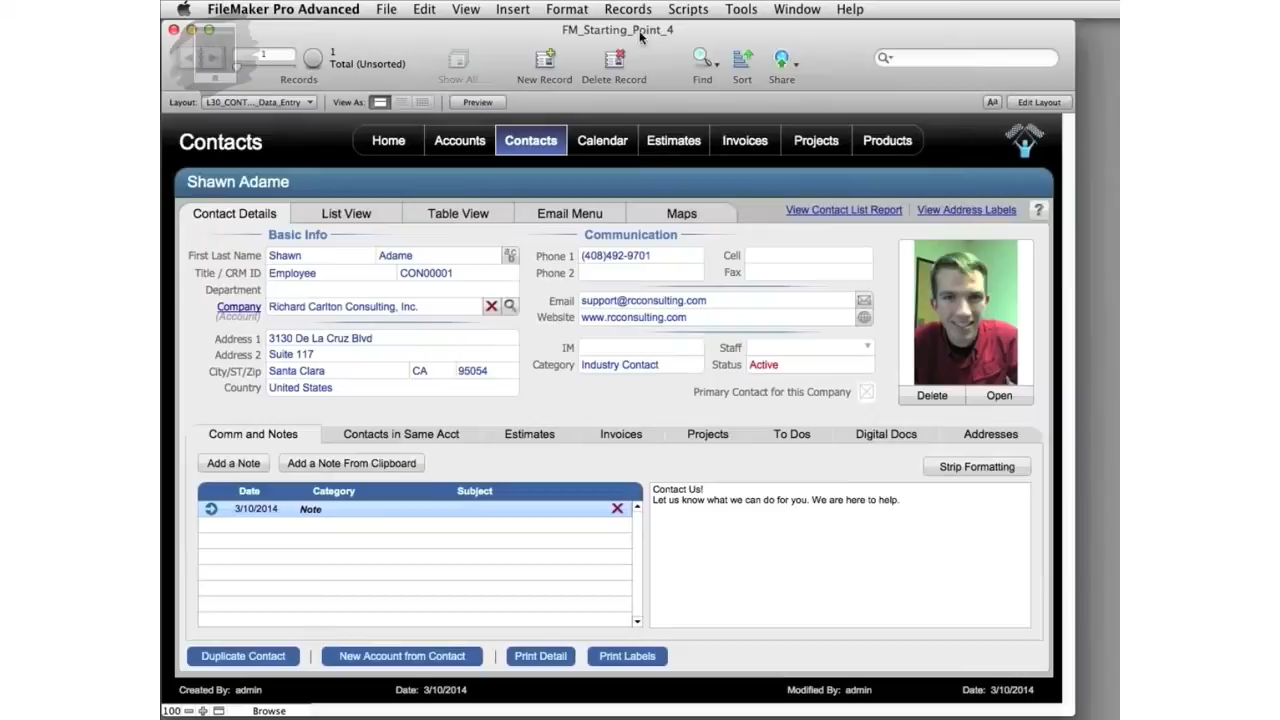 FileMaker Pro Advanced File Edit View Insert Format Records Scripts Tools Window Help
FM_Starting_Point_4
1
1
Total (Unsorted)
Records
Show All...
New Record
Delete Record
Find
Sort
Share
Layout: L30_CONT..._Data_Entry View As: Preview Aa Edit Layout
Contacts
Home Accounts Contacts Calendar Estimates Invoices Projects Products
Shawn Adame
Contact Details List View Table View Email Menu Maps View Contact List Report View Address Labels ?
Basic Info
First Last Name Shawn Adame
Title / CRM ID Employee CON00001
Department
Company Richard Carlton Consulting, Inc.
(Account)
Address 1 3130 De La Cruz Blvd
Address 2 Suite 117
City/ST/Zip Santa Clara CA 95054
Country United States
Communication
Phone 1 (408)492-9701 Cell
Phone 2 Fax
Email support@rcconsulting.com
Website www.rcconsulting.com
IM Staff
Category Industry Contact Status Active
Primary Contact for this Company
Delete Open
Comm and Notes Contacts in Same Acct Estimates Invoices Projects To Dos Digital Docs Addresses
Add a Note Add a Note From Clipboard Strip Formatting
Date Category Subject
3/10/2014 Note
Contact Us!
Let us know what we can do for you. We are here to help.
Duplicate Contact | New Account from Contact | Print Detail Print Labels
Created By: admin Date: 3/10/2014 Modified By: admin Date: 3/10/2014
100 Browse